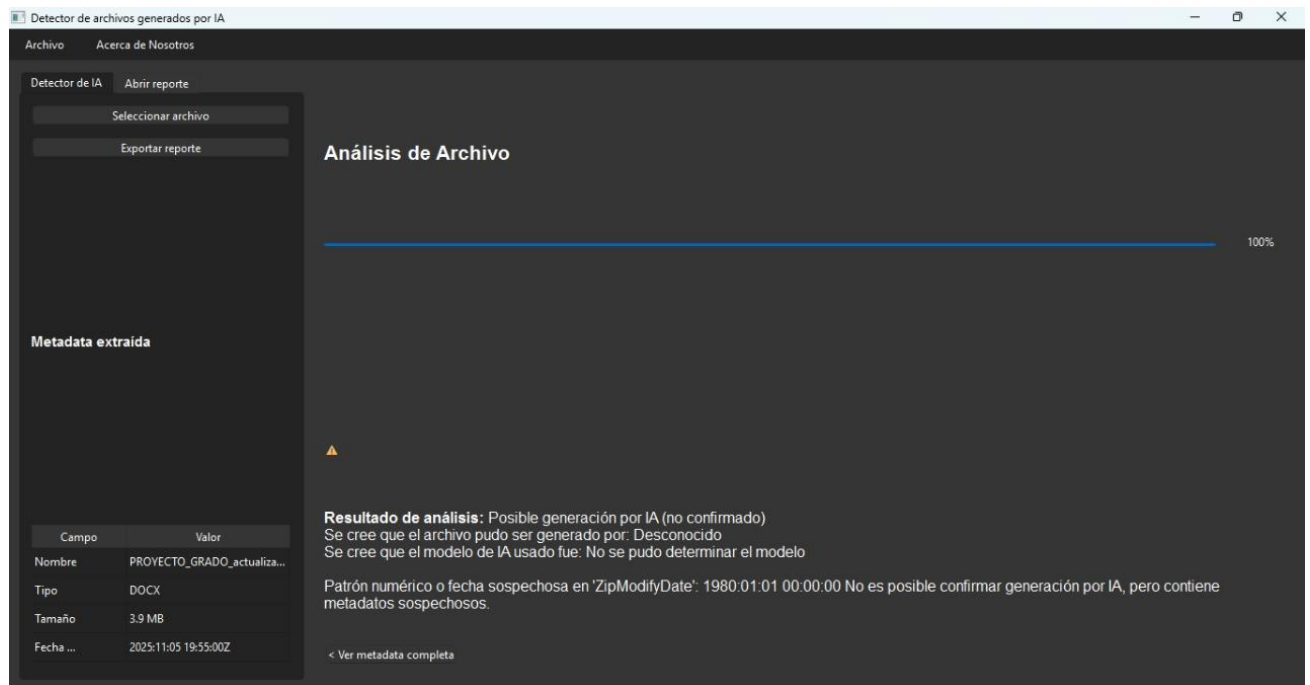 Detector de archivos generados por IA
Archivo Acerca de Nosotros
Detector de IA Abrir reporte
Seleccionar archivo
Exportar reporte
Análisis de Archivo
100%
Metadata extraída
Campo Valor
Nombre PROYECTO_GRADO_actualiza...
Tipo DOCX
Tamaño 3.9 MB
Fecha ... 2025:11:05 19:55:00Z
Resultado de análisis: Posible generación por IA (no confirmado)
Se cree que el archivo pudo ser generado por: Desconocido
Se cree que el modelo de IA usado fue: No se pudo determinar el modelo
Patrón numérico o fecha sospechosa en 'ZipModifyDate': 1980:01:01 00:00:00 No es posible confirmar generación por IA, pero contiene
metadatos sospechosos.
< Ver metadata completa